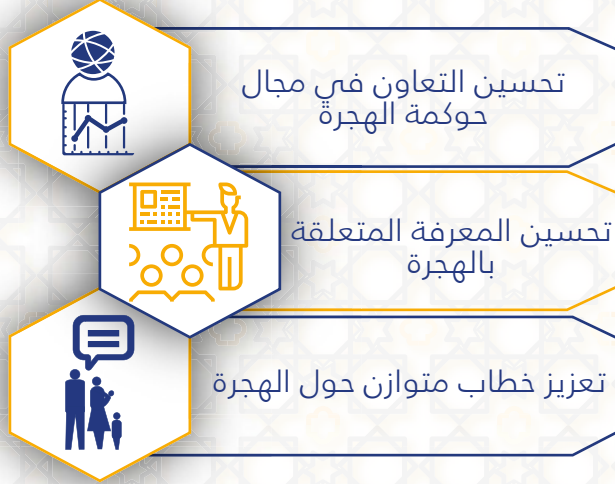 تحسين التعاون في مجال
حوكمة الهجرة
تحسين المعرفة المتعلقة
بالهجرة
تعزيز خطاب متوازن حول الهجرة